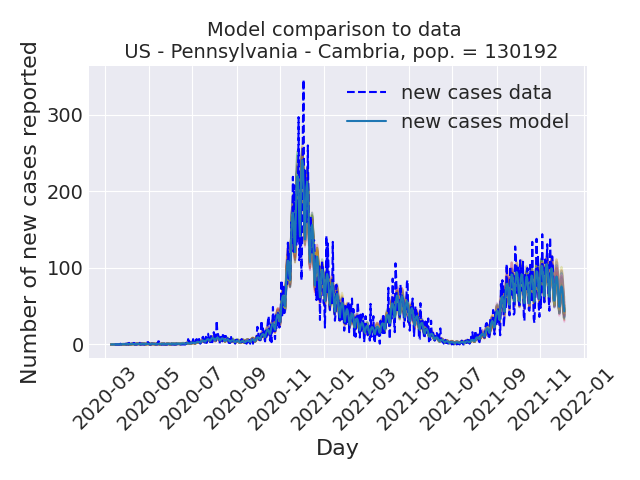 Model comparison to data
US - Pennsylvania - Cambria, pop. = 130192
Number of new cases reported
300
200
100
0
new cases data
new cases model
2020-03
2020-05
2020-07
2020-09
2020-11
2021-01
2021-03
2021-05
2021-07
2021-09
2021-11
2022-01
Day